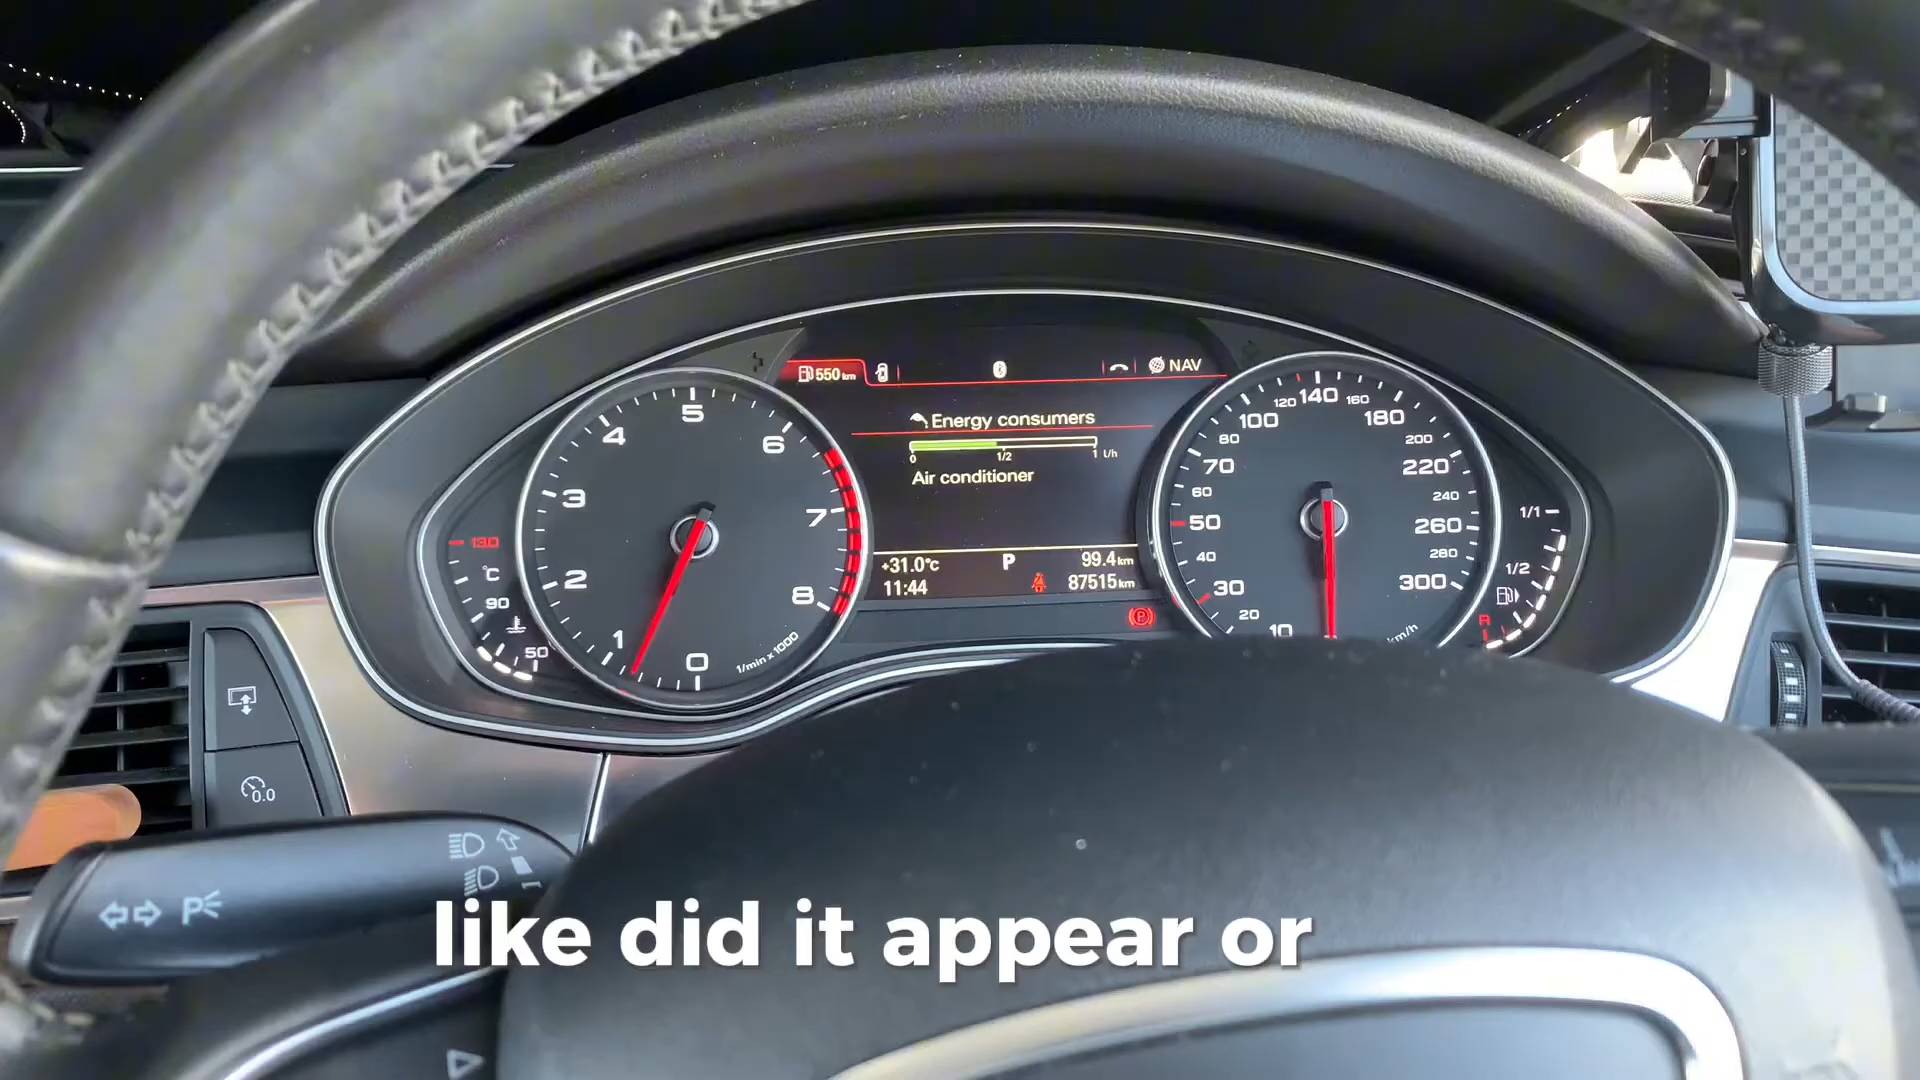 550 km
NAV
Energy consumers
0 1/2 1 l/h
Air conditioner
+31.0°C P 99.4 km
11:44 87515 km
0
1
2
3
4
5
6
7
8
1/min x 1000
130
°C
90
50
10
20
30
40
50
60
70
80
100
120
140
160
180
200
220
240
260
280
300
km/h
1/1
1/2
R
(P)
0.0
P
like did it appear or